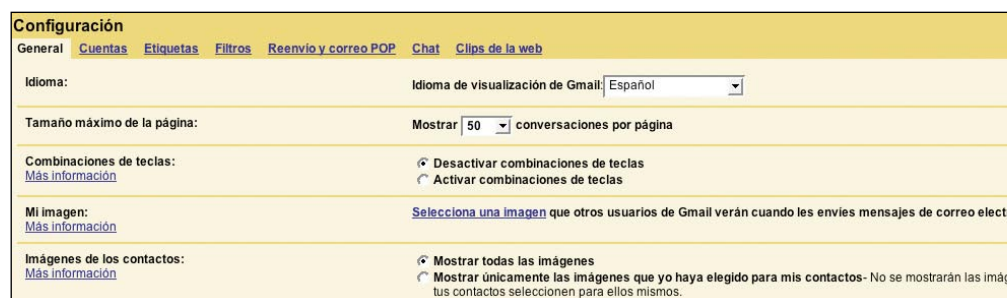 Configuración
General Cuentas Etiquetas Filtros Reenvío y correo POP Chat Clips de la web
Idioma: Idioma de visualización de Gmail: Español
Tamaño máximo de la página: Mostrar 50 conversaciones por página
Combinaciones de teclas: Desactivar combinaciones de teclas
Más información Activar combinaciones de teclas
Mi imagen: Selecciona una imagen que otros usuarios de Gmail verán cuando les envíes mensajes de correo elect
Más información
Imágenes de los contactos: Mostrar todas las imágenes
Más información Mostrar únicamente las imágenes que yo haya elegido para mis contactos- No se mostrarán las imág
tus contactos seleccionen para ellos mismos.